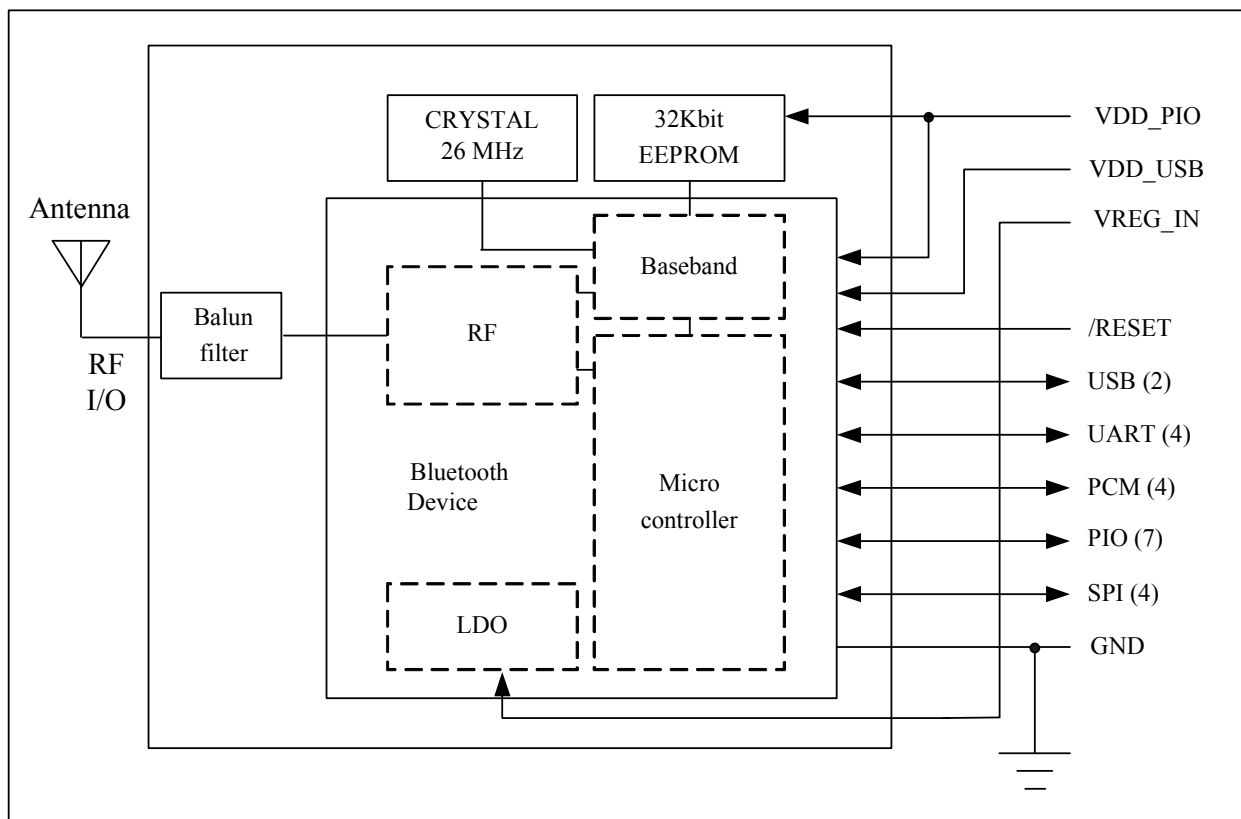 CRYSTAL
26 MHz
32Kbit
EEPROM
VDD_PIO
VDD_USB
VREG_IN
Antenna
Baseband
Balun
filter
RF
RF
I/O
/RESET
USB (2)
UART (4)
PCM (4)
PIO (7)
SPI (4)
GND
Bluetooth
Device
Micro
controller
LDO